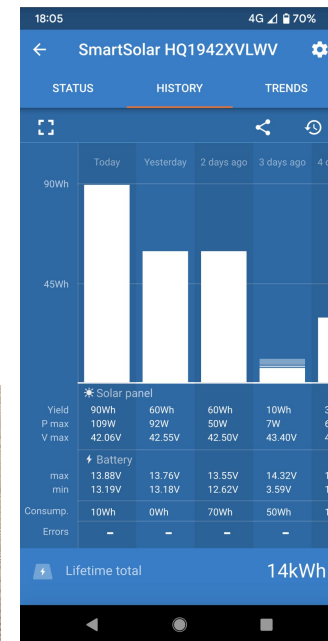 18:05 4G 70%
SmartSolar HQ1942XVLWV
STATUS HISTORY TRENDS
Today Yesterday 2 days ago 3 days ago
90Wh
45Wh
Solar panel
Yield 90Wh 60Wh 60Wh 10Wh
P max 109W 92W 50W 7W
V max 42.06V 42.55V 42.50V 43.40V
Battery
max 13.88V 13.76V 13.55V 14.32V
min 13.19V 13.18V 12.62V 3.59V
Consump. 10Wh 0Wh 70Wh 50Wh
Errors – – – –
Lifetime total 14kWh